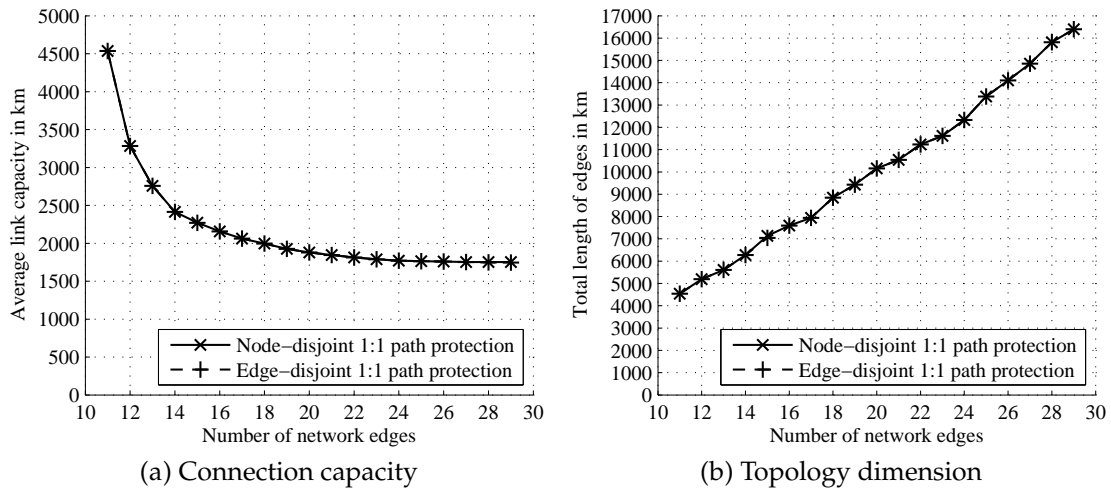 5000
4500
4000
3500
3000
2500
2000
1500
1000
500
0
Average link capacity in km
10 12 14 16 18 20 22 24 26 28 30
Number of network edges
Node−disjoint 1:1 path protection
Edge−disjoint 1:1 path protection
(a) Connection capacity
17000
16000
15000
14000
13000
12000
11000
10000
9000
8000
7000
6000
5000
4000
3000
2000
1000
0
Total length of edges in km
10 12 14 16 18 20 22 24 26 28 30
Number of network edges
Node−disjoint 1:1 path protection
Edge−disjoint 1:1 path protection
(b) Topology dimension